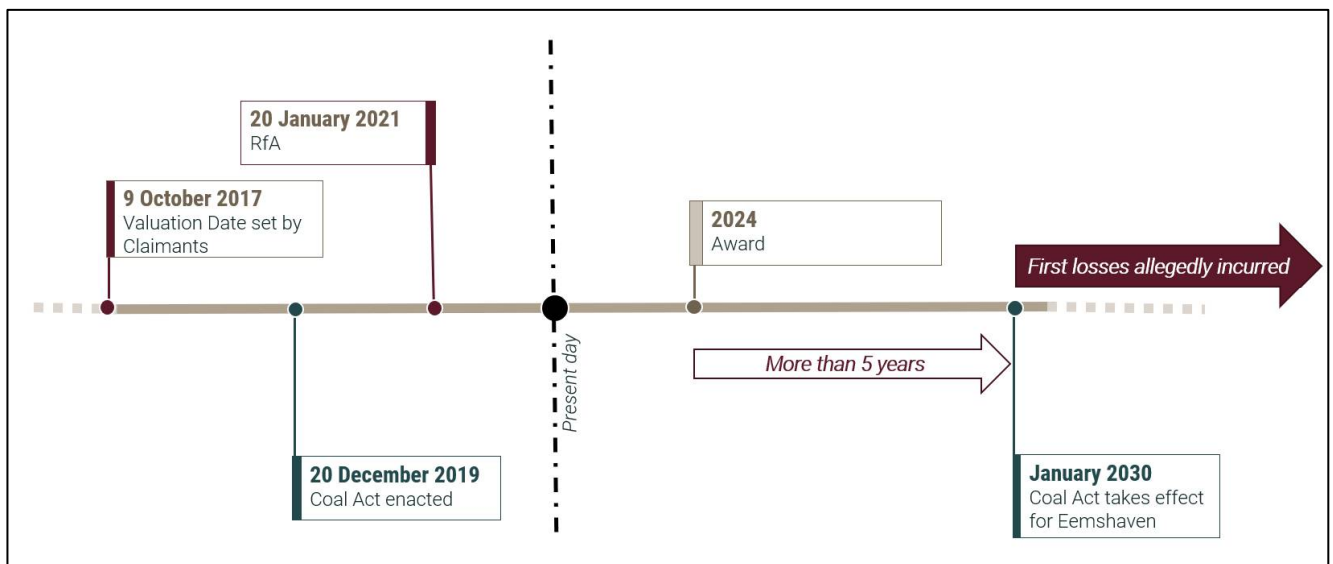 20 January 2021
RfA
9 October 2017
Valuation Date set by
Claimants
2024
Award
First losses allegedly incurred
Present day
More than 5 years
20 December 2019
Coal Act enacted
January 2030
Coal Act takes effect
for Eemshaven